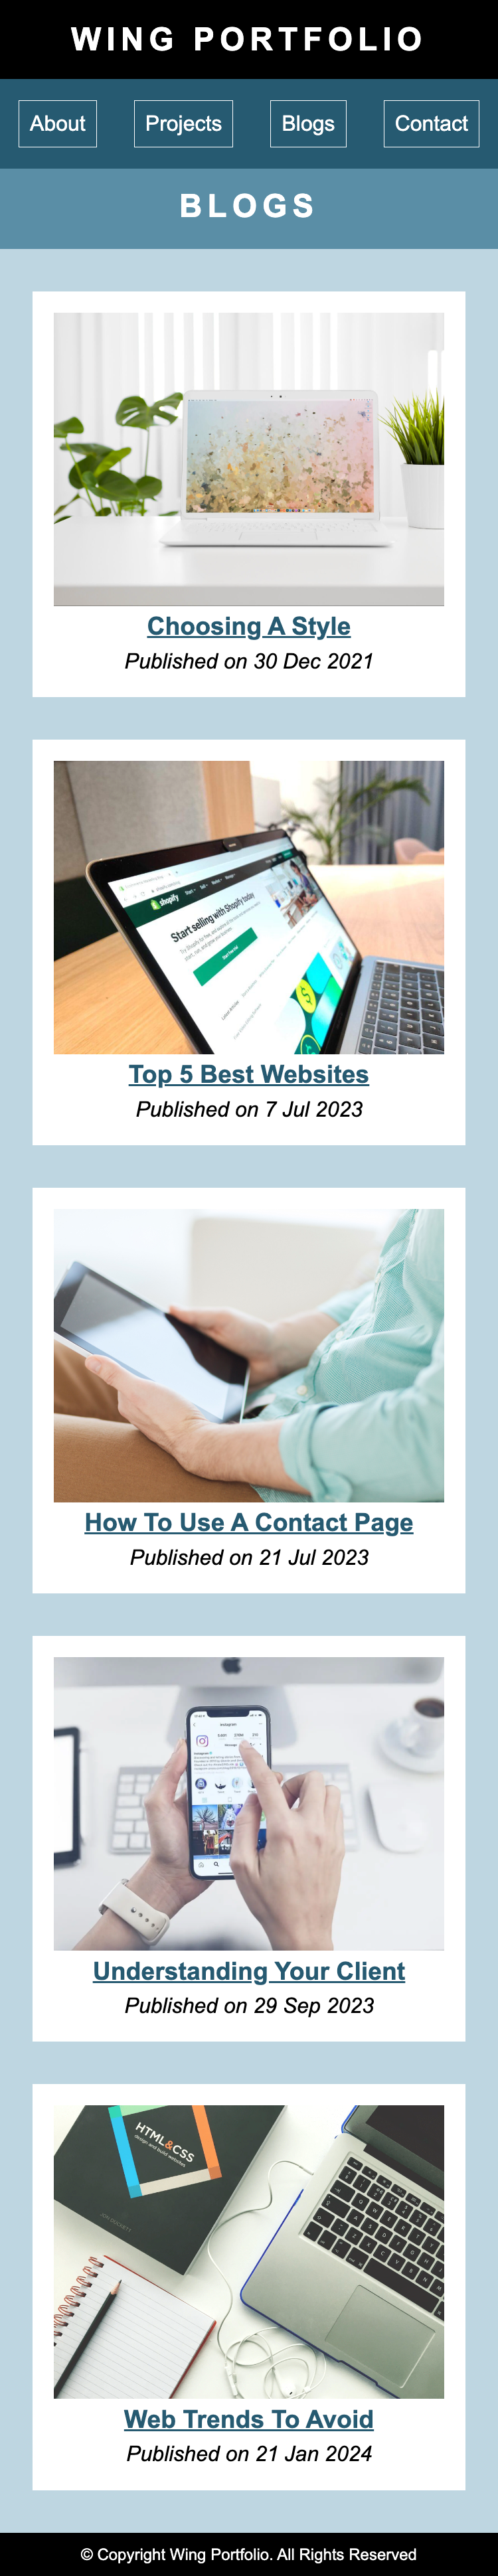 WING PORTFOLIO
About Projects Blogs Contact
BLOGS
Choosing A Style
Published on 30 Dec 2021
shopify
Start selling with Shopify today
Top 5 Best Websites
Published on 7 Jul 2023
How To Use A Contact Page
Published on 21 Jul 2023
Instagram
Understanding Your Client
Published on 29 Sep 2023
HTML&CSS
design and build websites
JON DUCKETT
Web Trends To Avoid
Published on 21 Jan 2024
© Copyright Wing Portfolio. All Rights Reserved